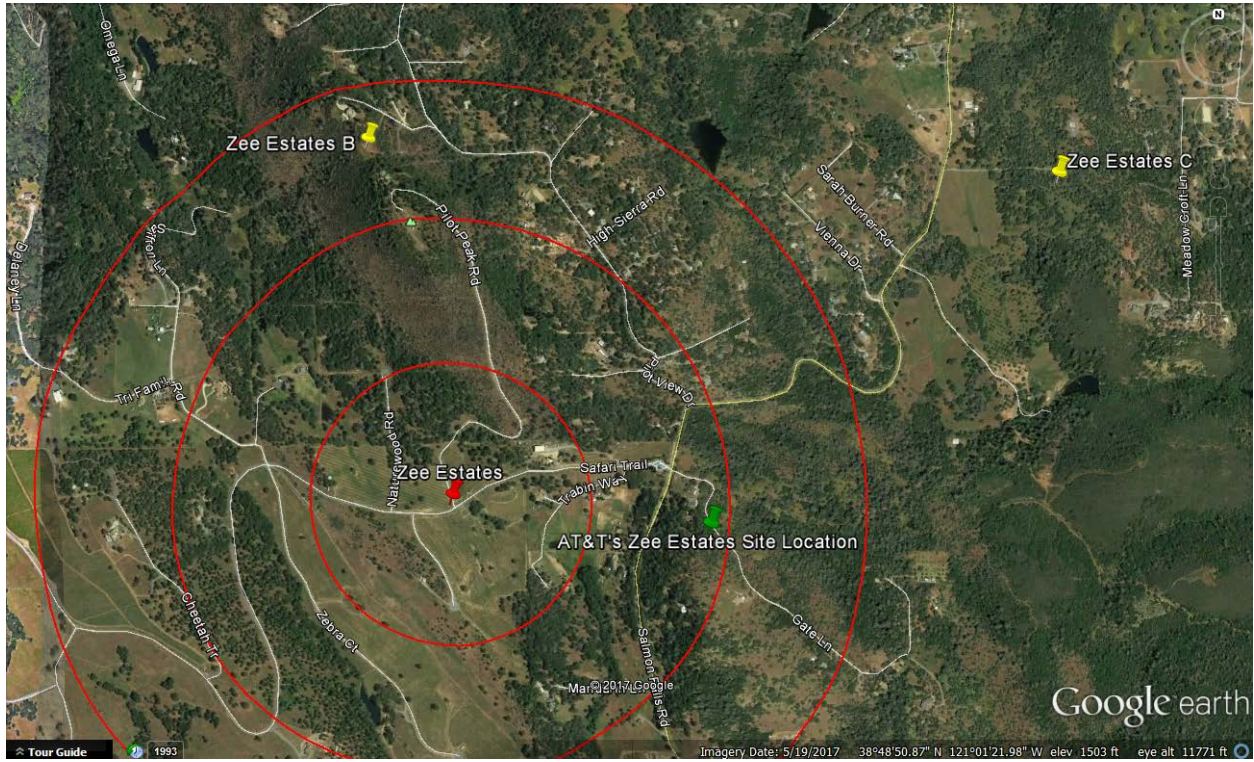 Omega Ln
N
Zee Estates B
Zee Estates C
Sarah Burner Rd
High Sierra Rd
Pilot Peak Rd
Vienna Dr
Meadow Croft Ln
Delaney Ln
Tri Fam L
Rd
Pilot View Dr
Naturewood Rd
Zee Estates
Safari Trail
Trabin Way
AT&T's Zee Estates Site Location
Cheetah Tr
Zebra Ct
Gate Ln
Salmon Falls Rd
© 2017 Google
Google earth
Tour Guide
1993
Imagery Date: 5/19/2017 38°48'50.87" N 121°01'21.98" W elev 1503 ft eye alt 11771 ft